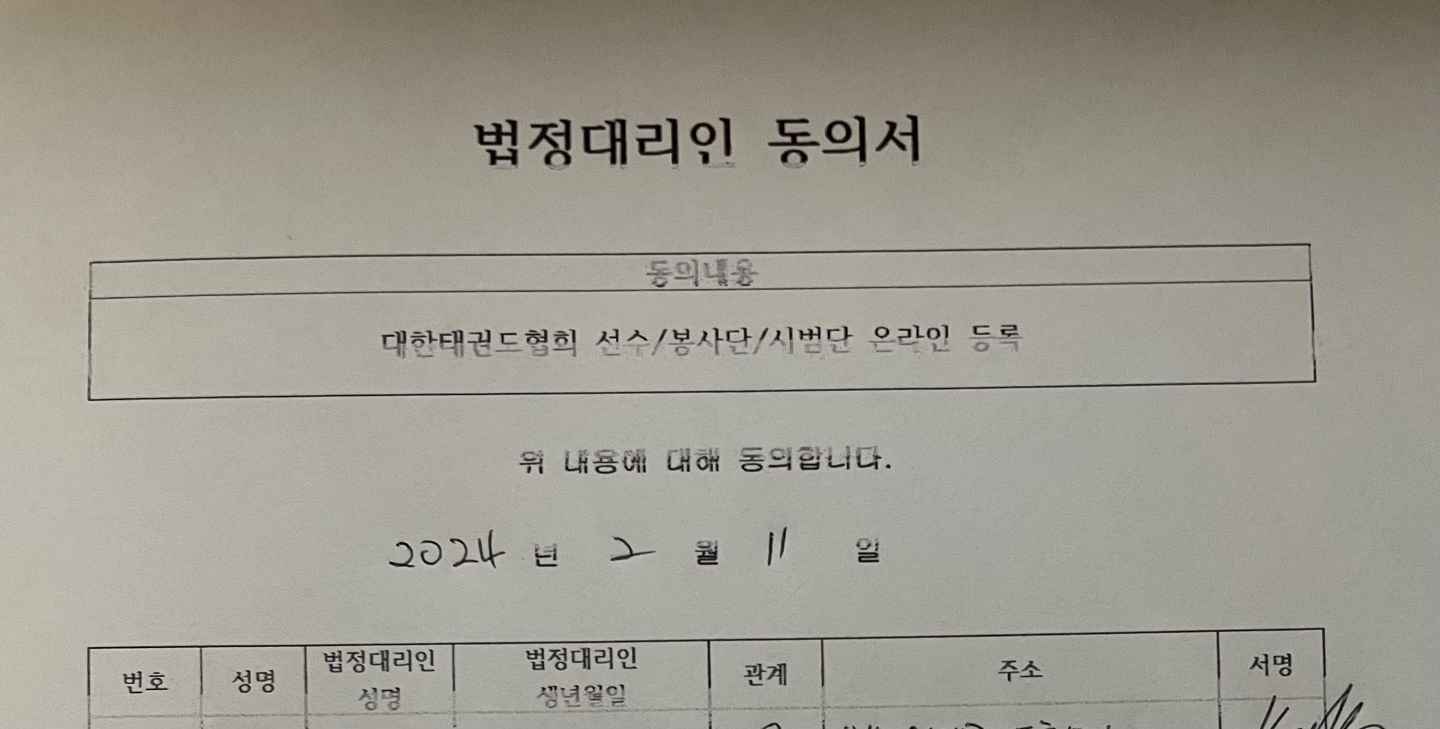 법정대리인 동의서
동의내용
대한태권도협회 선수/봉사단/시범단 온라인 등록
위 내용에 대해 동의합니다.
2024 년 2 월 11 일
번호 성명 법정대리인 성명 법정대리인 생년월일 관계 주소 서명